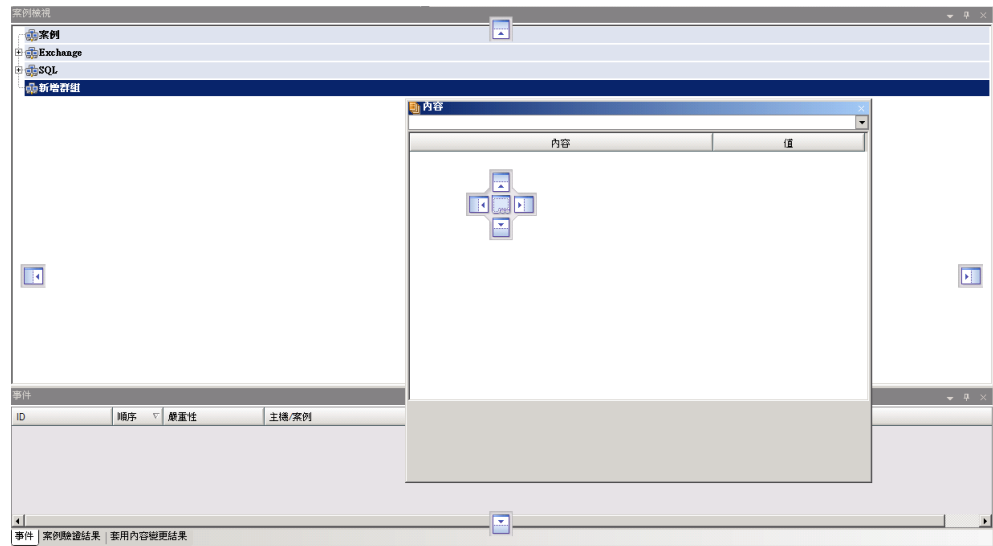 案例檢視
案例
Exchange
SQL
新增群組
內容
內容 值
事件
ID 順序 嚴重性 主機/案例
事件 案例驗證結果 套用內容變更結果